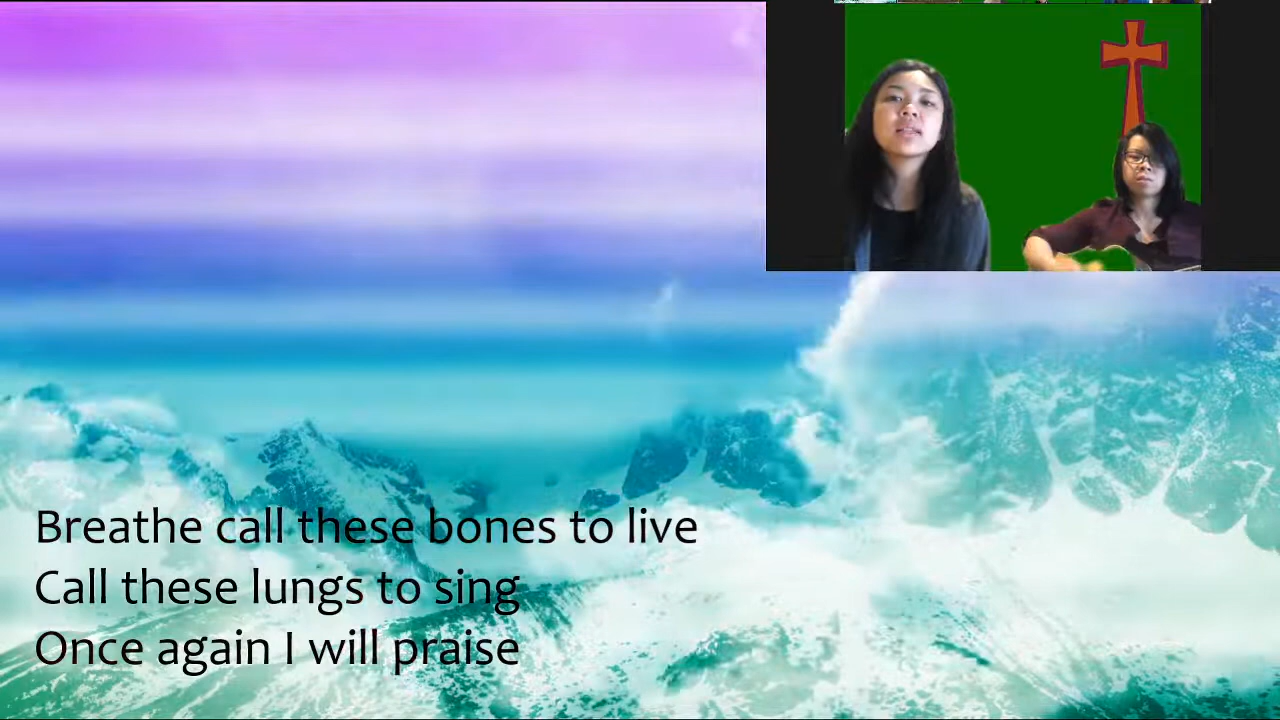 Breathe call these bones to live
Call these lungs to sing
Once again I will praise